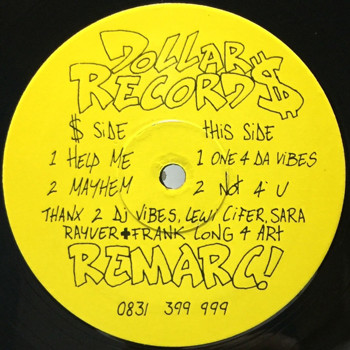 DOLLAR
RECORD$
$ SIDE
1 HELP ME
2 MAYHEM
thiS SIDE
1 ONE 4 DA ViBES
2 NOt 4 U
THANX 2 DJ ViBES, LEWi CiFER, SARA
RAYVER + FRANK LONG 4 ARt
REMARC!
0831 399 999